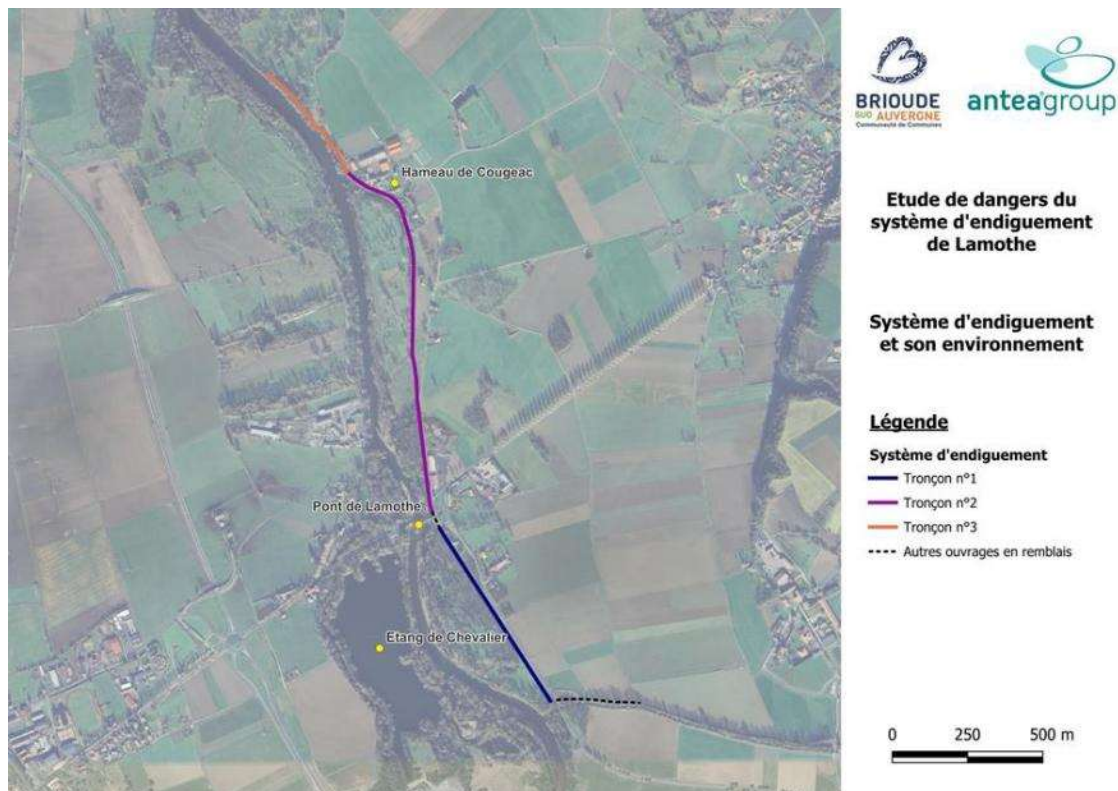 Hameau de Cougeac
Pont de Lamothe
Etang de Chevalier
BRIOUDE
SUD AUVERGNE
Communauté de Communes
anteagroup
Etude de dangers du
système d'endiguement
de Lamothe
Système d'endiguement
et son environnement
Légende
Système d'endiguement
Tronçon n°1
Tronçon n°2
Tronçon n°3
Autres ouvrages en remblais
0 250 500 m